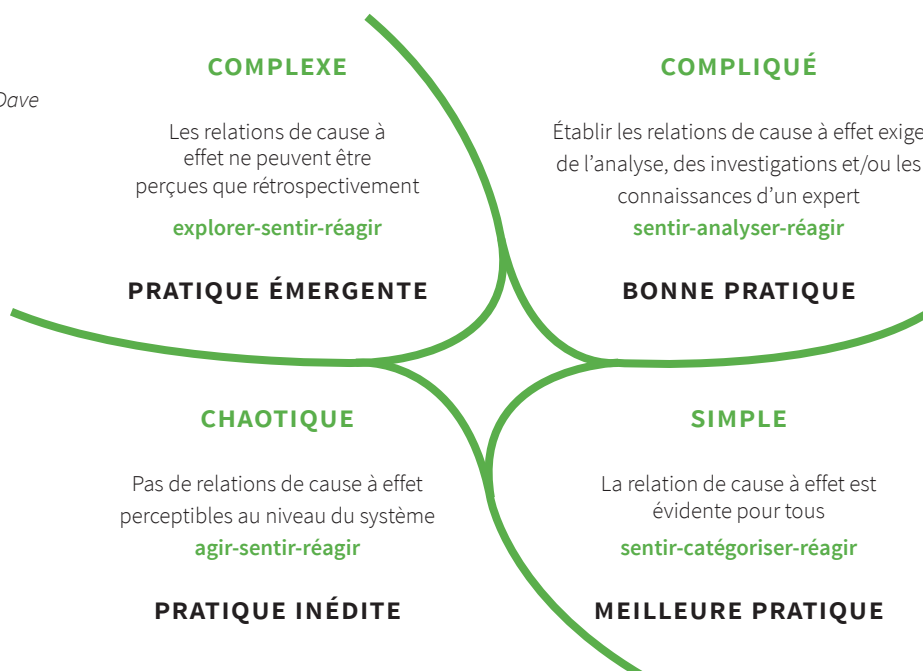 Dave
COMPLEXE
Les relations de cause à
effet ne peuvent être
perçues que rétrospectivement
explorer-sentir-réagir
PRATIQUE ÉMERGENTE
COMPLIQUÉ
Établir les relations de cause à effet exige
de l’analyse, des investigations et/ou les
connaissances d’un expert
sentir-analyser-réagir
BONNE PRATIQUE
CHAOTIQUE
Pas de relations de cause à effet
perceptibles au niveau du système
agir-sentir-réagir
PRATIQUE INÉDITE
SIMPLE
La relation de cause à effet est
évidente pour tous
sentir-catégoriser-réagir
MEILLEURE PRATIQUE